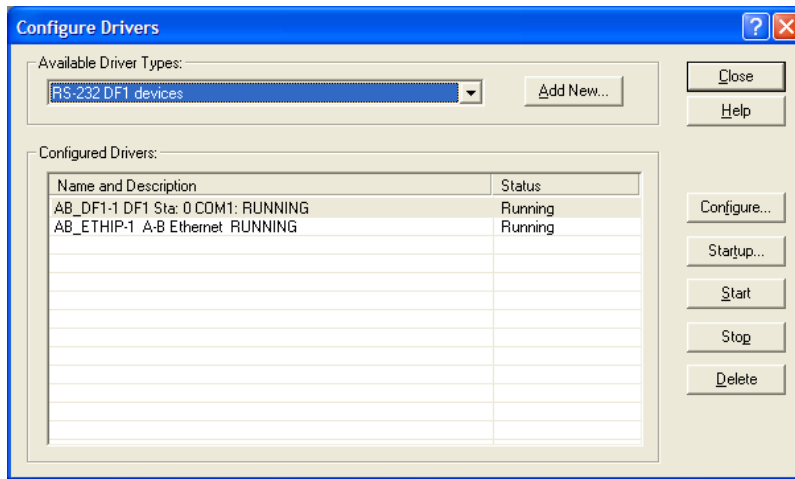 Configure Drivers
Available Driver Types:
RS-232 DF1 devices
Add New...
Close
Help
Configured Drivers:
Name and Description Status
AB_DF1-1 DF1 Sta: 0 COM1: RUNNING Running
AB_ETHIP-1 A-B Ethernet RUNNING Running
Configure...
Startup...
Start
Stop
Delete